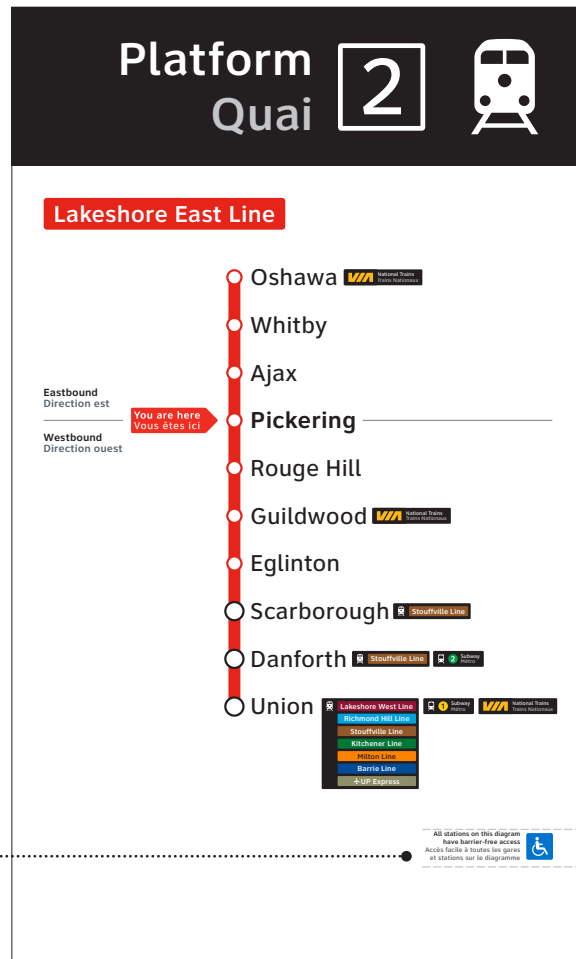 Platform
Quai
2
Lakeshore East Line
Oshawa
VIA National Trains
Trains Nationaux
Whitby
Ajax
Eastbound
Direction est
You are here
Vous êtes ici
Pickering
Westbound
Direction ouest
Rouge Hill
Guildwood
VIA National Trains
Trains Nationaux
Eglinton
Scarborough
Stouffville Line
Danforth
Stouffville Line
2 Subway
Métro
Union
Lakeshore West Line
Richmond Hill Line
Stouffville Line
Kitchener Line
Milton Line
Barrie Line
UP Express
1 Subway
Métro
VIA National Trains
Trains Nationaux
All stations on this diagram
have barrier-free access
Accès facile à toutes les gares
et stations sur le diagramme